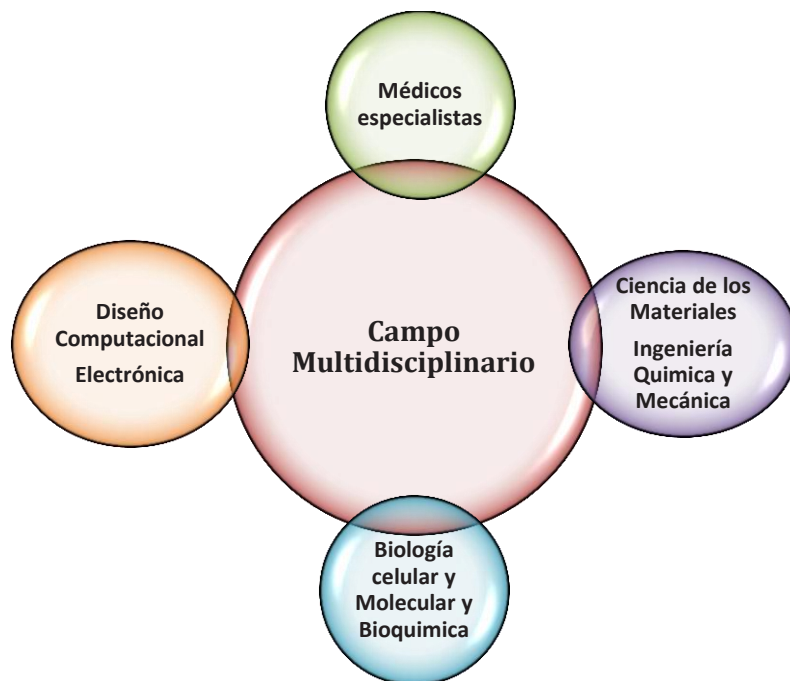 Médicos
especialistas
Diseño
Computacional
Electrónica
Campo
Multidisciplinario
Ciencia de los
Materiales
Ingeniería
Quimica y
Mecánica
Biología
celular y
Molecular y
Bioquimica